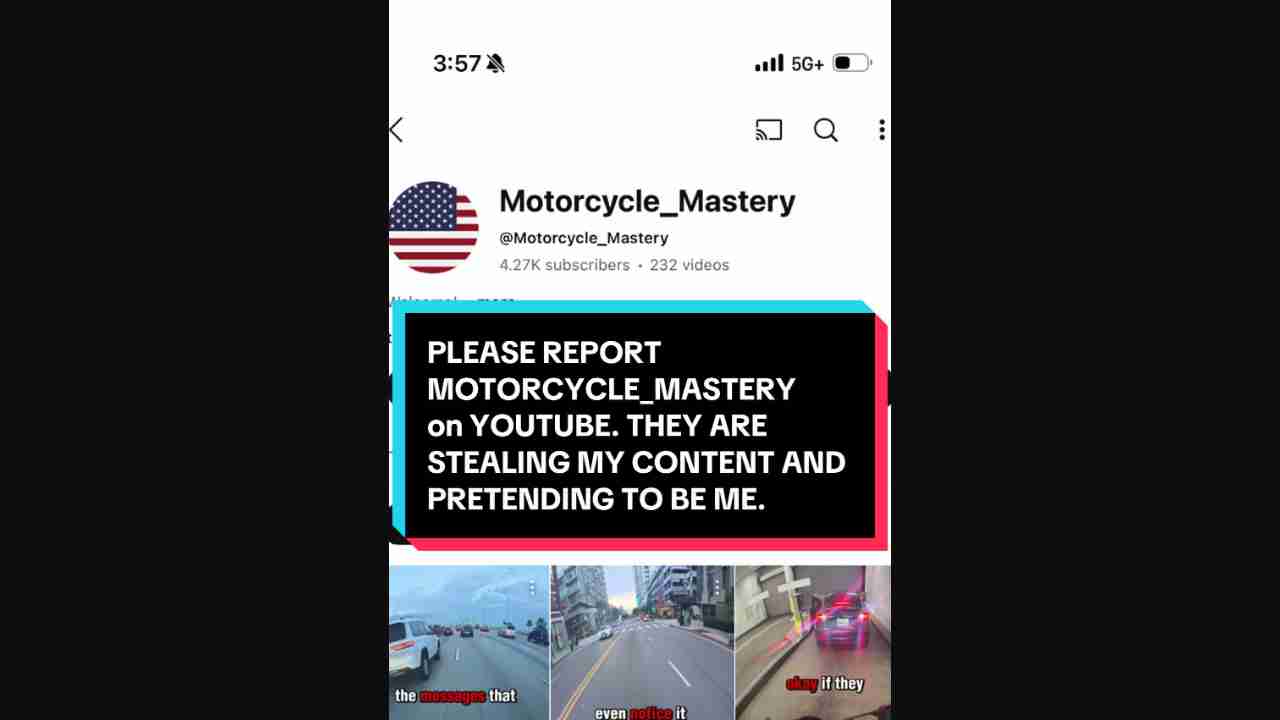 3:57 5G+
Motorcycle_Mastery
@Motorcycle_Mastery
4.27K subscribers • 232 videos
PLEASE REPORT
MOTORCYCLE_MASTERY
on YOUTUBE. THEY ARE
STEALING MY CONTENT AND
PRETENDING TO BE ME.
the messages that
even notice it
okay if they